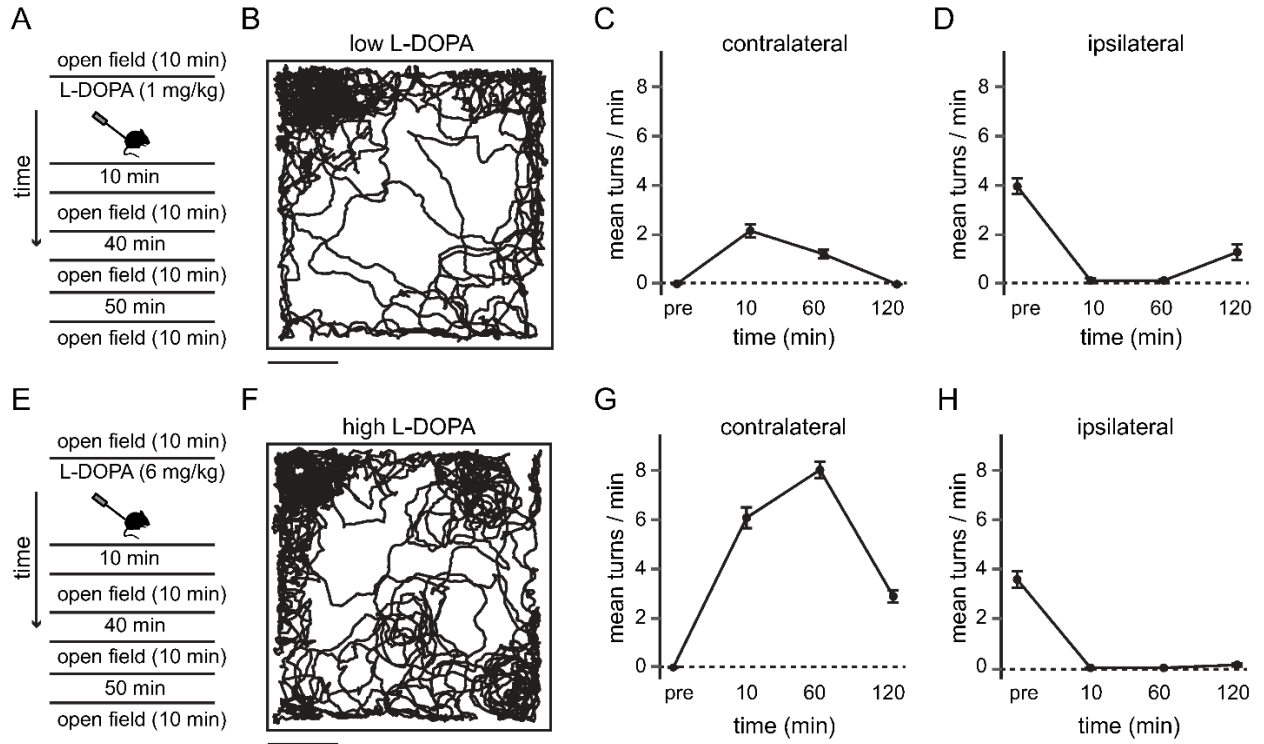 A
open field (10 min)
L-DOPA (1 mg/kg)
time
10 min
open field (10 min)
40 min
open field (10 min)
50 min
open field (10 min)
B
low L-DOPA
C
contralateral
mean turns / min
8
6
4
2
0
pre 10 60 120
time (min)
D
ipsilateral
mean turns / min
8
6
4
2
0
pre 10 60 120
time (min)
E
open field (10 min)
L-DOPA (6 mg/kg)
time
10 min
open field (10 min)
40 min
open field (10 min)
50 min
open field (10 min)
F
high L-DOPA
G
contralateral
mean turns / min
8
6
4
2
0
pre 10 60 120
time (min)
H
ipsilateral
mean turns / min
8
6
4
2
0
pre 10 60 120
time (min)